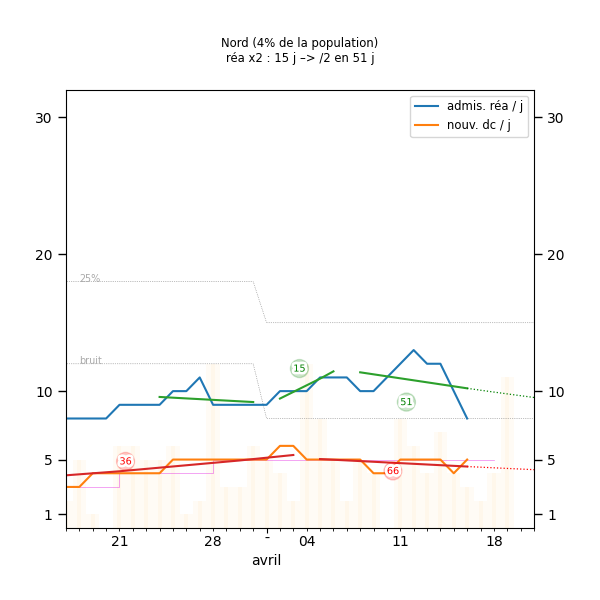 Nord (4% de la population)
réa x2 : 15 j –> /2 en 51 j
admis. réa / j
nouv. dc / j
30 30
20 20
25%
bruit
15
10 10
51
36
66
5 5
1 1
21 28 - 04 11 18
avril